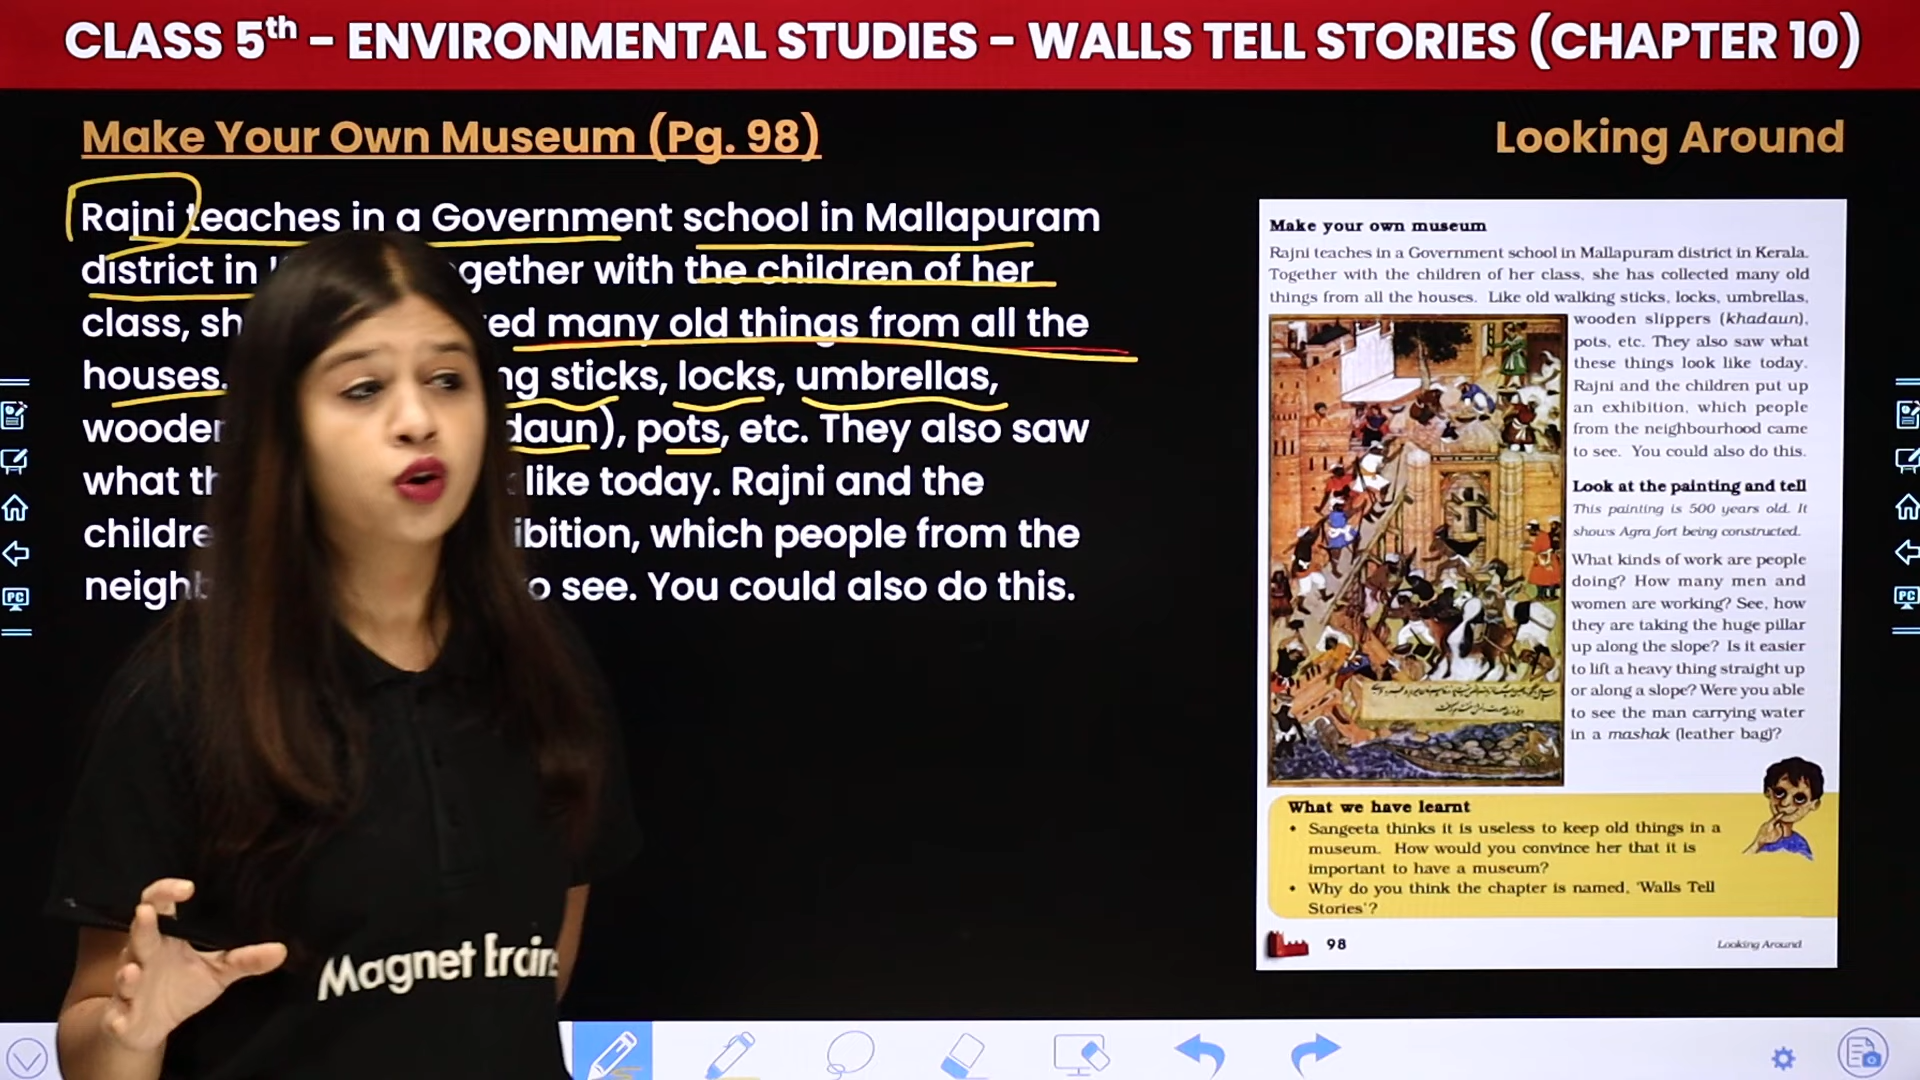 CLASS 5th – ENVIRONMENTAL STUDIES – WALLS TELL STORIES (CHAPTER 10)
Make Your Own Museum (Pg. 98)
Looking Around
Rajni teaches in a Government school in Mallapuram
district in gether with the children of her
class, sh ed many old things from all the
houses. ng sticks, locks, umbrellas,
wooden daun), pots, etc. They also saw
what th like today. Rajni and the
childre ibition, which people from the
neighb o see. You could also do this.
Make your own museum
Rajni teaches in a Government school in Mallapuram district in Kerala.
Together with the children of her class, she has collected many old
things from all the houses. Like old walking sticks, locks, umbrellas,
wooden slippers (khadaun),
pots, etc. They also saw what
these things look like today.
Rajni and the children put up
an exhibition, which people
from the neighbourhood came
to see. You could also do this.
Look at the painting and tell
This painting is 500 years old. It
shows Agra fort being constructed.
What kinds of work are people
doing? How many men and
women are working? See, how
they are taking the huge pillar
up along the slope? Is it easier
to lift a heavy thing straight up
or along a slope? Were you able
to see the man carrying water
in a mashak (leather bag)?
What we have learnt
• Sangeeta thinks it is useless to keep old things in a
museum. How would you convince her that it is
important to have a museum?
• Why do you think the chapter is named, 'Walls Tell
Stories'?
98
Looking Around
PC
PC
Magnet Brains